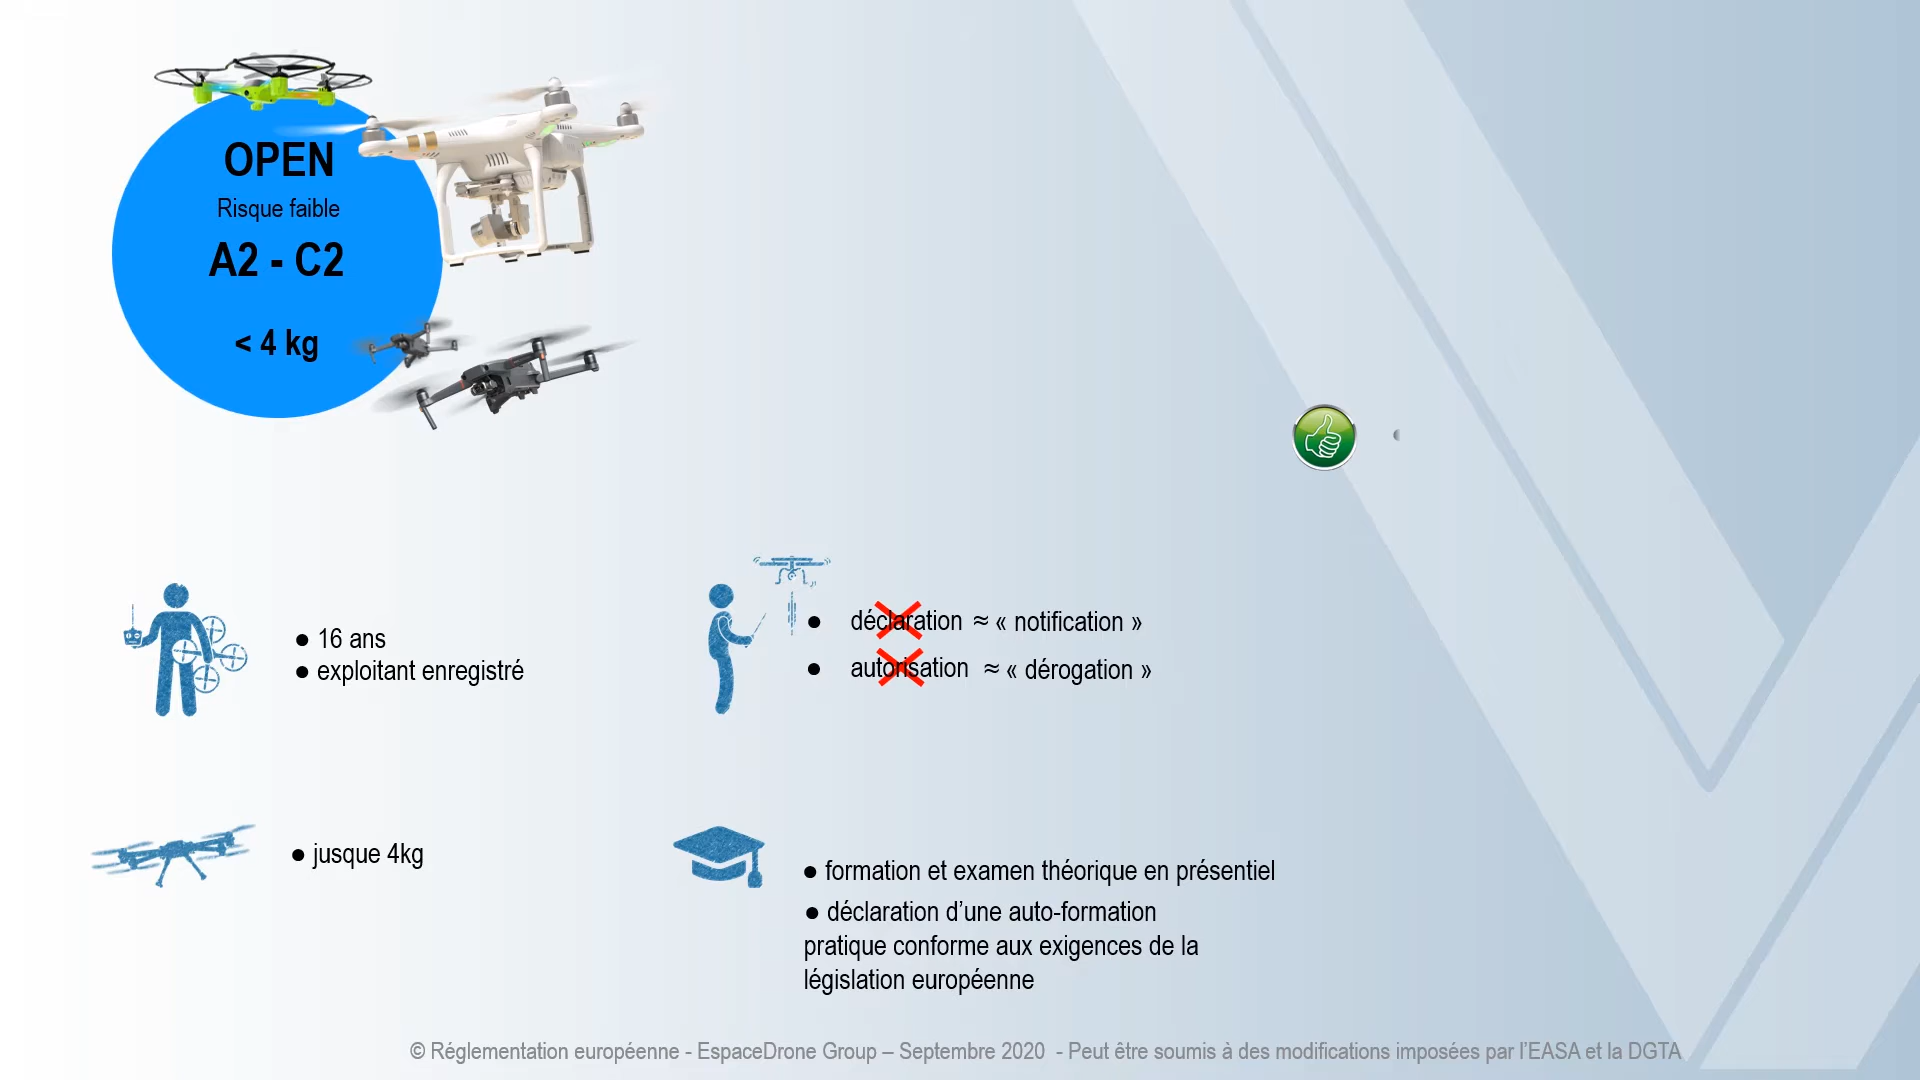 OPEN
Risque faible
A2 - C2
< 4 kg
● 16 ans
● exploitant enregistré
● déclaration ≈ « notification »
● autorisation ≈ « dérogation »
● jusque 4kg
● formation et examen théorique en présentiel
● déclaration d’une auto-formation
pratique conforme aux exigences de la
législation européenne
© Réglementation européenne - EspaceDrone Group – Septembre 2020 - Peut être soumis à des modifications imposées par l’EASA et la DGTA